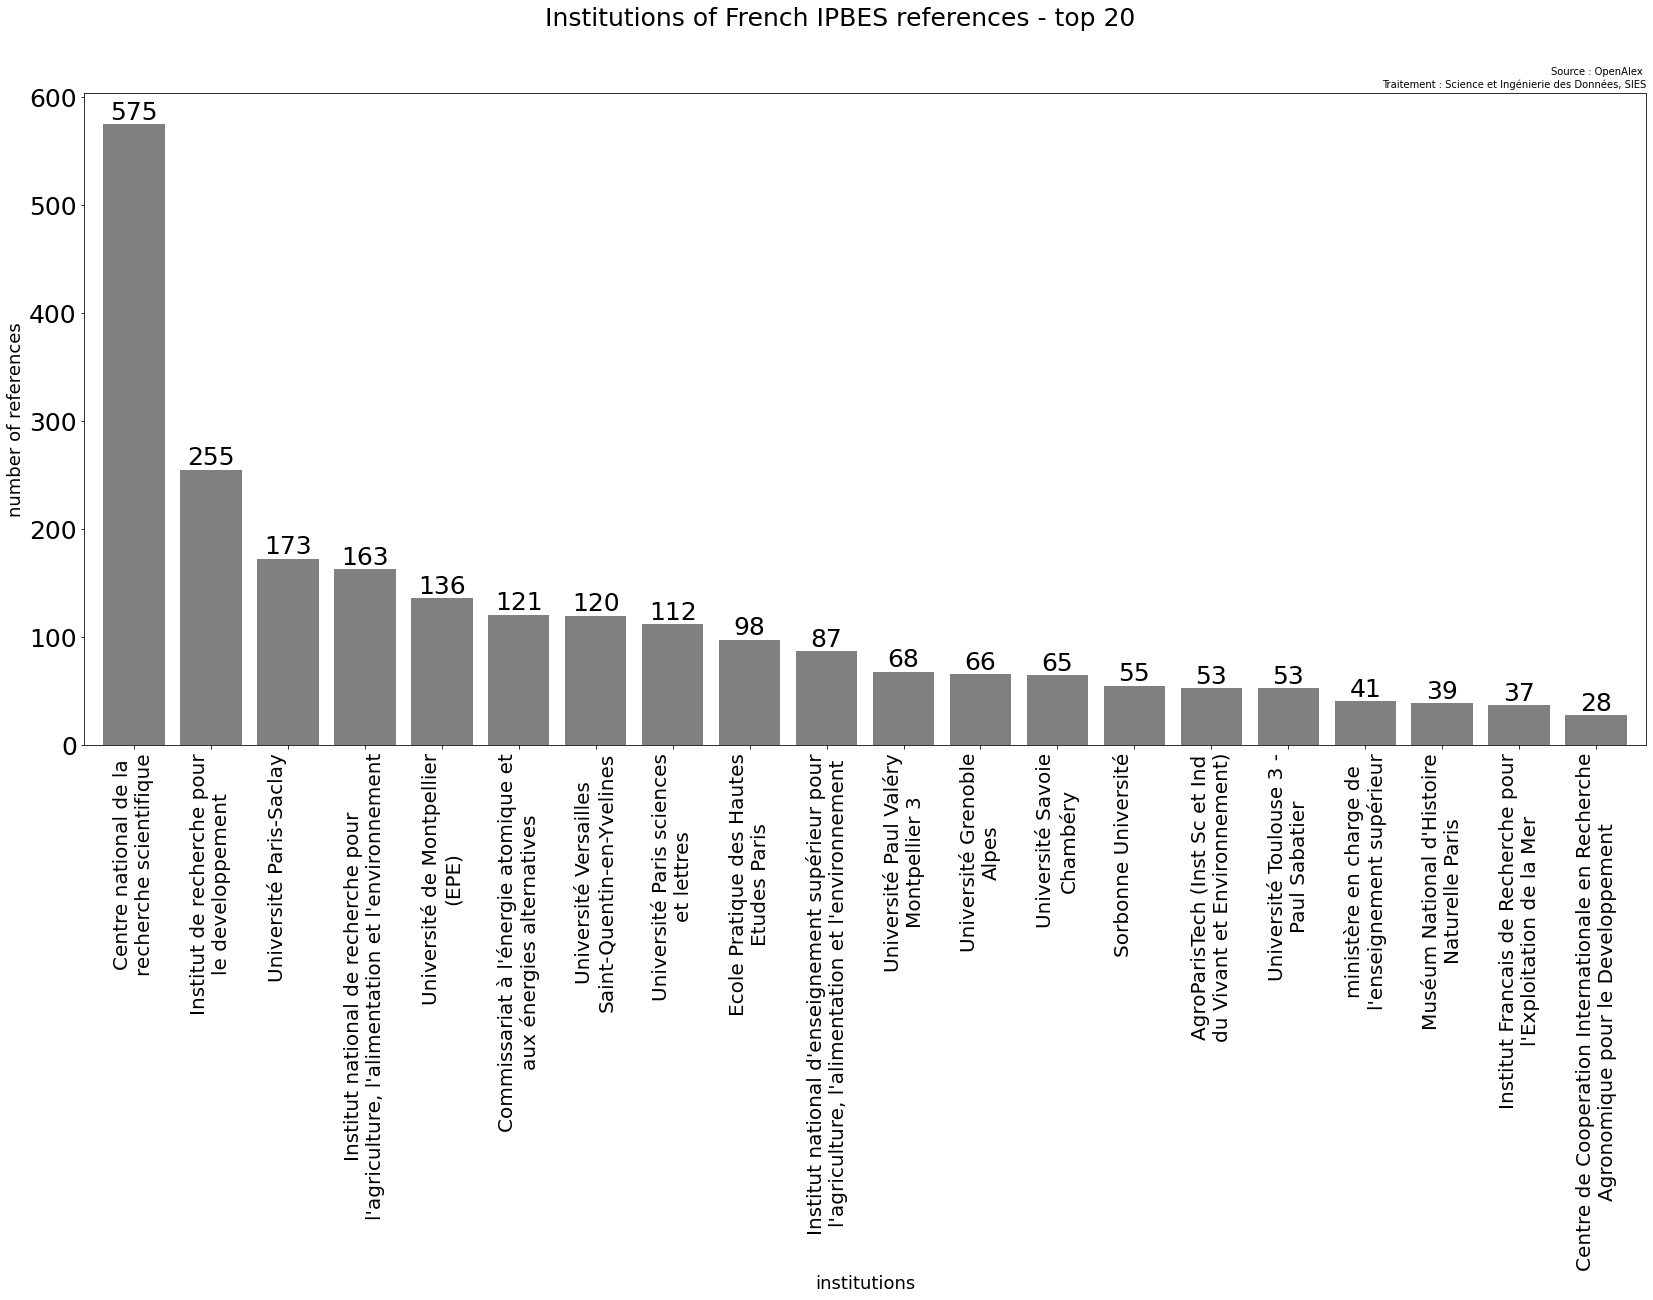 Institutions of French IPBES references - top 20
Source : OpenAlex
Traitement : Science et Ingénierie des Données, SIES
number of references
600
500
400
300
200
100
0
575
255
173
163
136
121
120
112
98
87
68
66
65
55
53
53
41
39
37
28
Centre national de la
recherche scientifique
Institut de recherche pour
le developpement
Université Paris-Saclay
Institut national de recherche pour
l'agriculture, l'alimentation et l'environnement
Université de Montpellier
(EPE)
Commissariat à l'énergie atomique et
aux énergies alternatives
Université Versailles
Saint-Quentin-en-Yvelines
Université Paris sciences
et lettres
Ecole Pratique des Hautes
Etudes Paris
Institut national d'enseignement supérieur pour
l'agriculture, l'alimentation et l'environnement
Université Paul Valéry
Montpellier 3
Université Grenoble
Alpes
Université Savoie
Chambéry
Sorbonne Université
AgroParisTech (Inst Sc et Ind
du Vivant et Environnement)
Université Toulouse 3 -
Paul Sabatier
ministère en charge de
l'enseignement supérieur
Muséum National d'Histoire
Naturelle Paris
Institut Francais de Recherche pour
l'Exploitation de la Mer
Centre de Cooperation Internationale en Recherche
Agronomique pour le Developpement
institutions